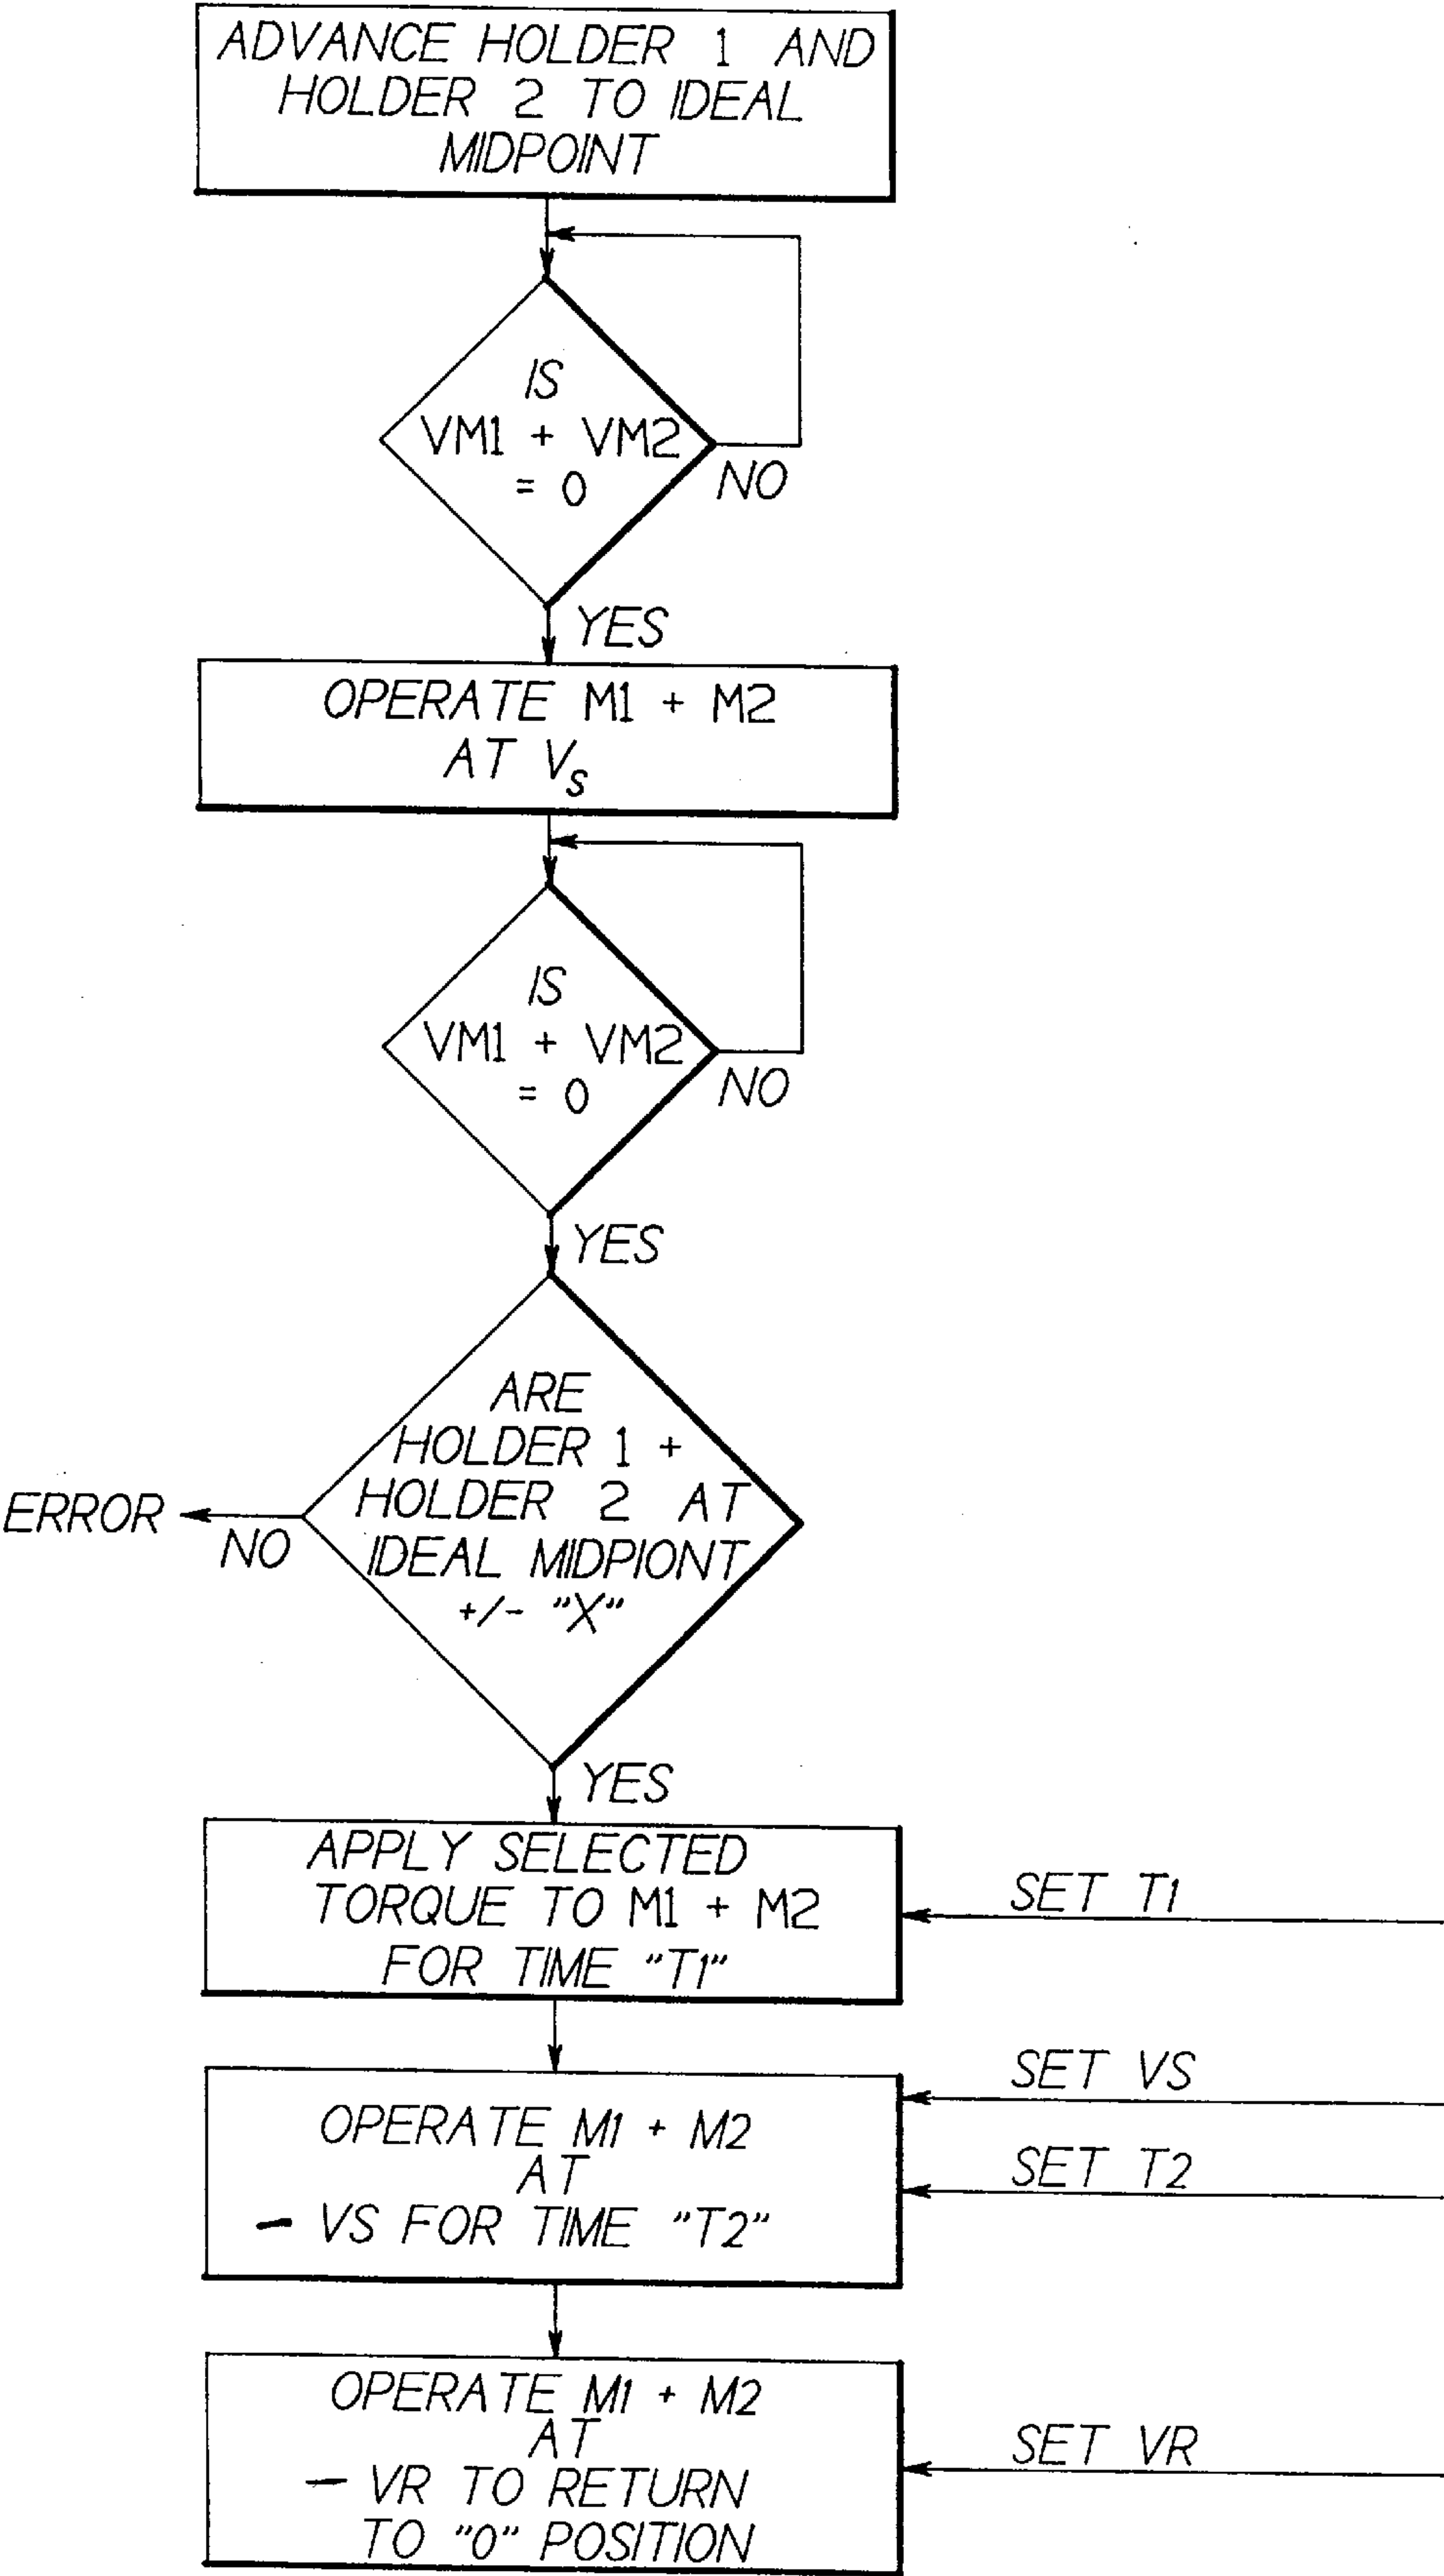 ADVANCE HOLDER 1 AND
HOLDER 2 TO IDEAL
MIDPOINT
IS
VM1 + VM2
= 0
NO
YES
OPERATE M1 + M2
AT Vs
IS
VM1 + VM2
= 0
NO
YES
ARE
HOLDER 1 +
HOLDER 2 AT
IDEAL MIDPIONT
+/- "X"
ERROR
NO
YES
APPLY SELECTED
TORQUE TO M1 + M2
FOR TIME "T1"
SET T1
OPERATE M1 + M2
AT
- VS FOR TIME "T2"
SET VS
SET T2
OPERATE M1 + M2
AT
- VR TO RETURN
TO "0" POSITION
SET VR